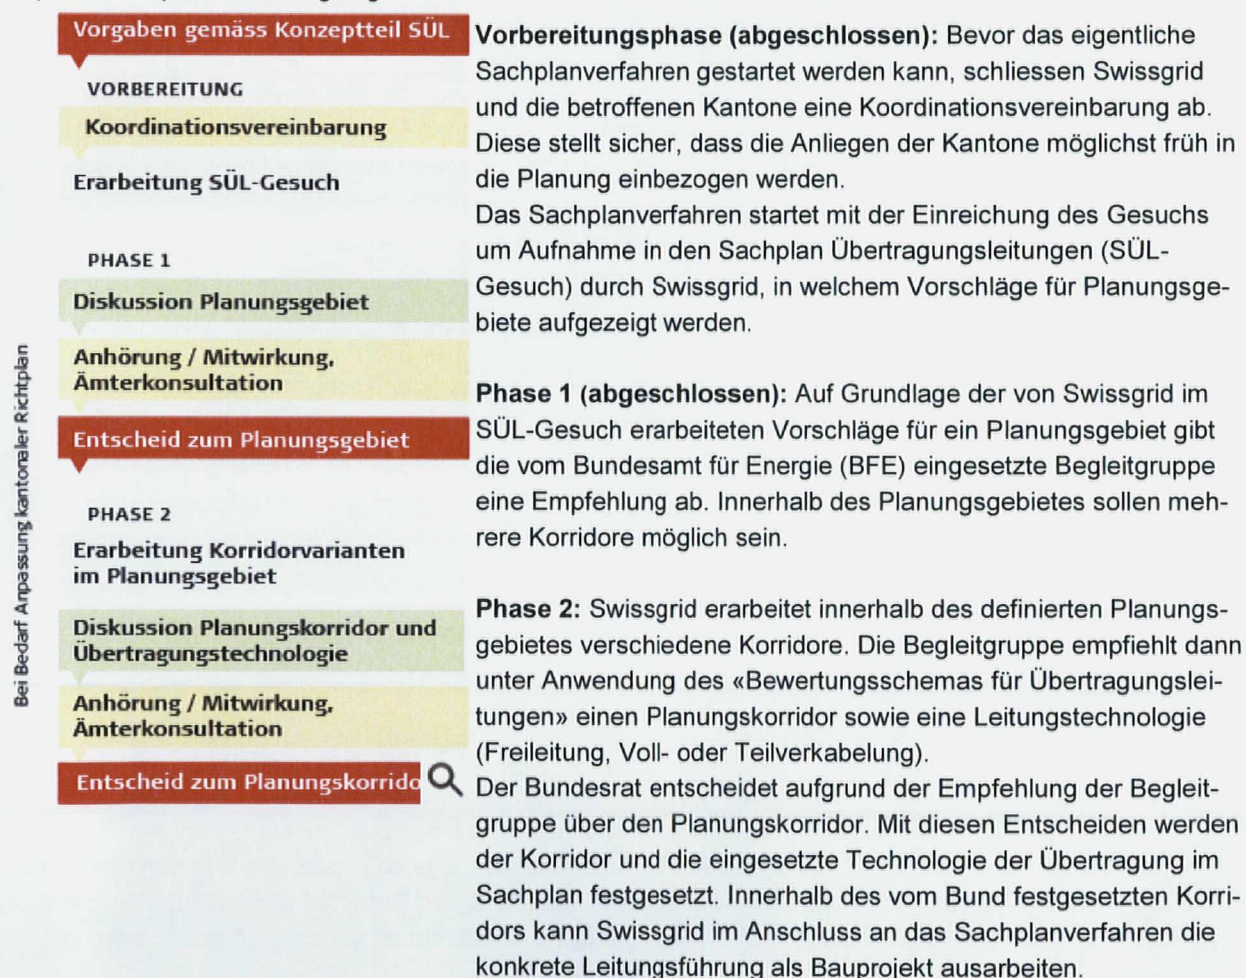 Vorgaben gemäss Konzeptteil SÜL
VORBEREITUNG
Koordinationsvereinbarung
Erarbeitung SÜL-Gesuch
PHASE 1
Diskussion Planungsgebiet
Anhörung / Mitwirkung,
Ämterkonsultation
Entscheid zum Planungsgebiet
PHASE 2
Erarbeitung Korridorvarianten
im Planungsgebiet
Diskussion Planungskorridor und
Übertragungstechnologie
Anhörung / Mitwirkung,
Ämterkonsultation
Entscheid zum Planungskorrido
Bei Bedarf Anpassung kantonaler Richtplan
Vorbereitungsphase (abgeschlossen): Bevor das eigentliche
Sachplanverfahren gestartet werden kann, schliessen Swissgrid
und die betroffenen Kantone eine Koordinationsvereinbarung ab.
Diese stellt sicher, dass die Anliegen der Kantone möglichst früh in
die Planung einbezogen werden.
Das Sachplanverfahren startet mit der Einreichung des Gesuchs
um Aufnahme in den Sachplan Übertragungsleitungen (SÜL-
Gesuch) durch Swissgrid, in welchem Vorschläge für Planungsge-
biete aufgezeigt werden.
Phase 1 (abgeschlossen): Auf Grundlage der von Swissgrid im
SÜL-Gesuch erarbeiteten Vorschläge für ein Planungsgebiet gibt
die vom Bundesamt für Energie (BFE) eingesetzte Begleitgruppe
eine Empfehlung ab. Innerhalb des Planungsgebietes sollen meh-
rere Korridore möglich sein.
Phase 2: Swissgrid erarbeitet innerhalb des definierten Planungs-
gebietes verschiedene Korridore. Die Begleitgruppe empfiehlt dann
unter Anwendung des «Bewertungsschemas für Übertragungslei-
tungen» einen Planungskorridor sowie eine Leitungstechnologie
(Freileitung, Voll- oder Teilverkabelung).
Der Bundesrat entscheidet aufgrund der Empfehlung der Begleit-
gruppe über den Planungskorridor. Mit diesen Entscheiden werden
der Korridor und die eingesetzte Technologie der Übertragung im
Sachplan festgesetzt. Innerhalb des vom Bund festgesetzten Korri-
dors kann Swissgrid im Anschluss an das Sachplanverfahren die
konkrete Leitungsführung als Bauprojekt ausarbeiten.